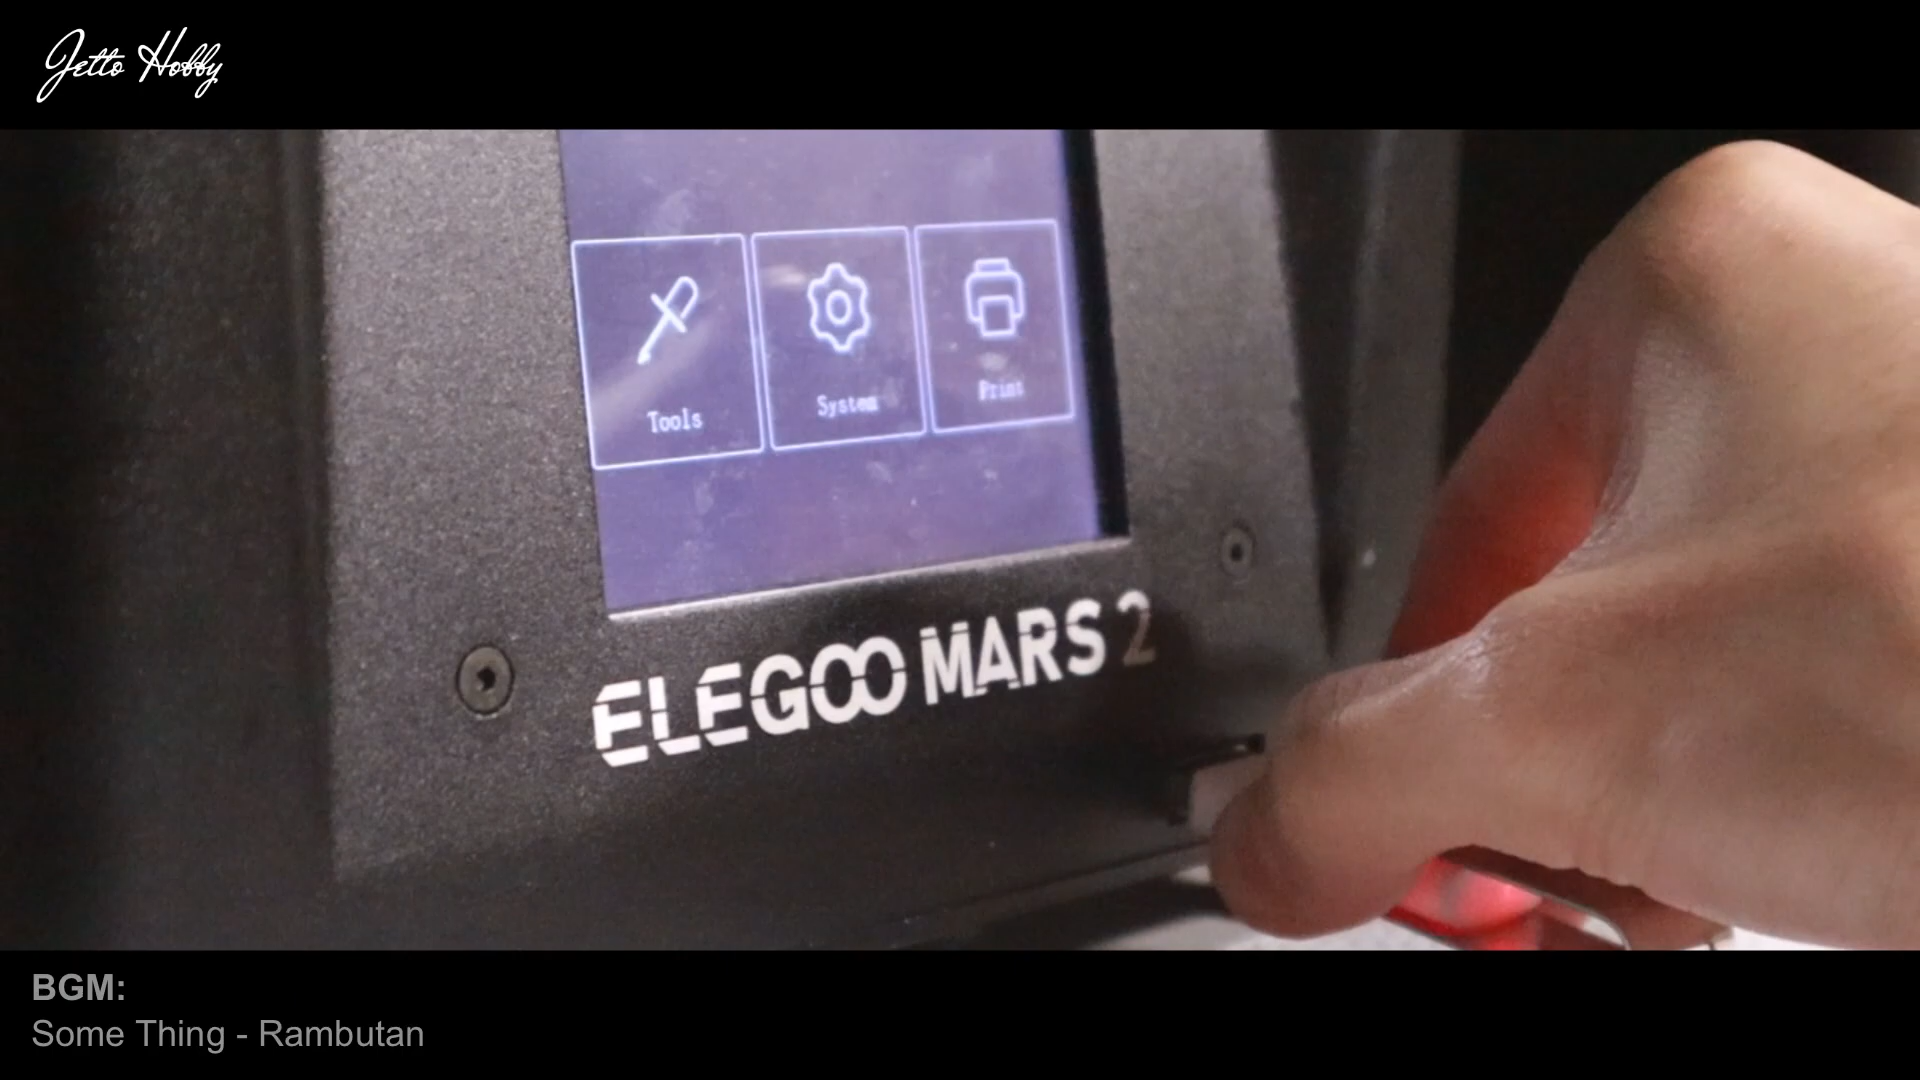 Jetto Hobby
Tools
System
Print
ELEGOO MARS 2
BGM:
Some Thing - Rambutan